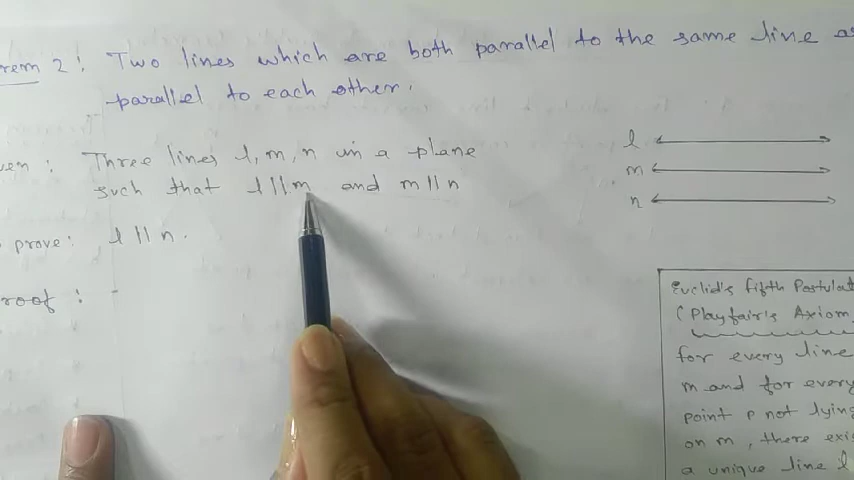 rem 2: Two lines which are both parallel to the same line a
parallel to each other.
ven: Three lines l, m, n in a plane
such that l || m and m || n
prove: l || n.
roof: -
l
m
n
Euclid's fifth Postulat
(Playfair's Axiom)
for every line
m and for every
point p not lying
on m, there exis
a unique line l